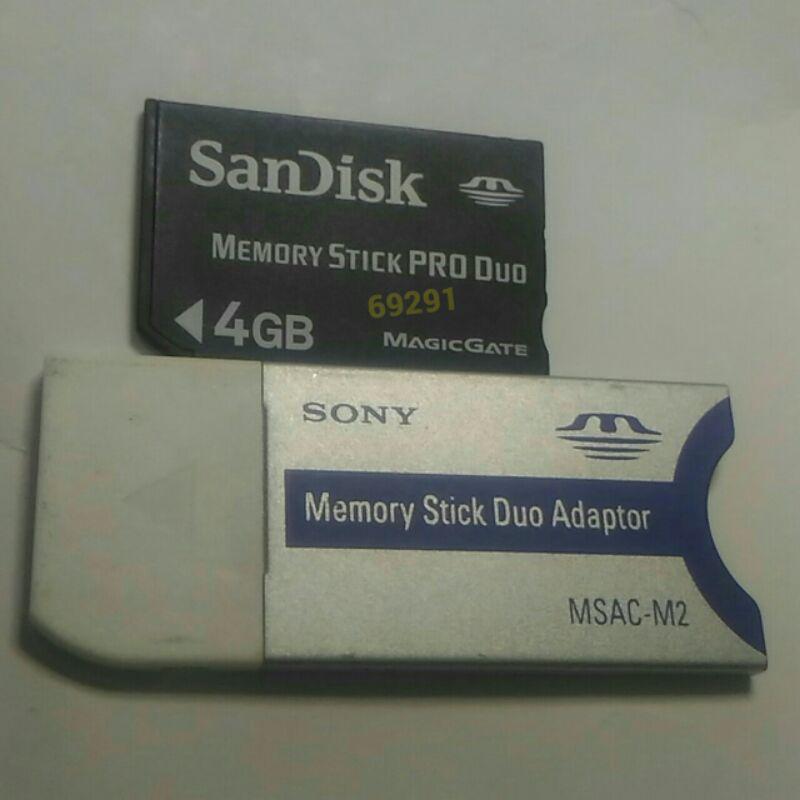 SanDisk
MEMORY STICK PRO DUO
69291
4GB
MAGICGATE
SONY
Memory Stick Duo Adaptor
MSAC-M2